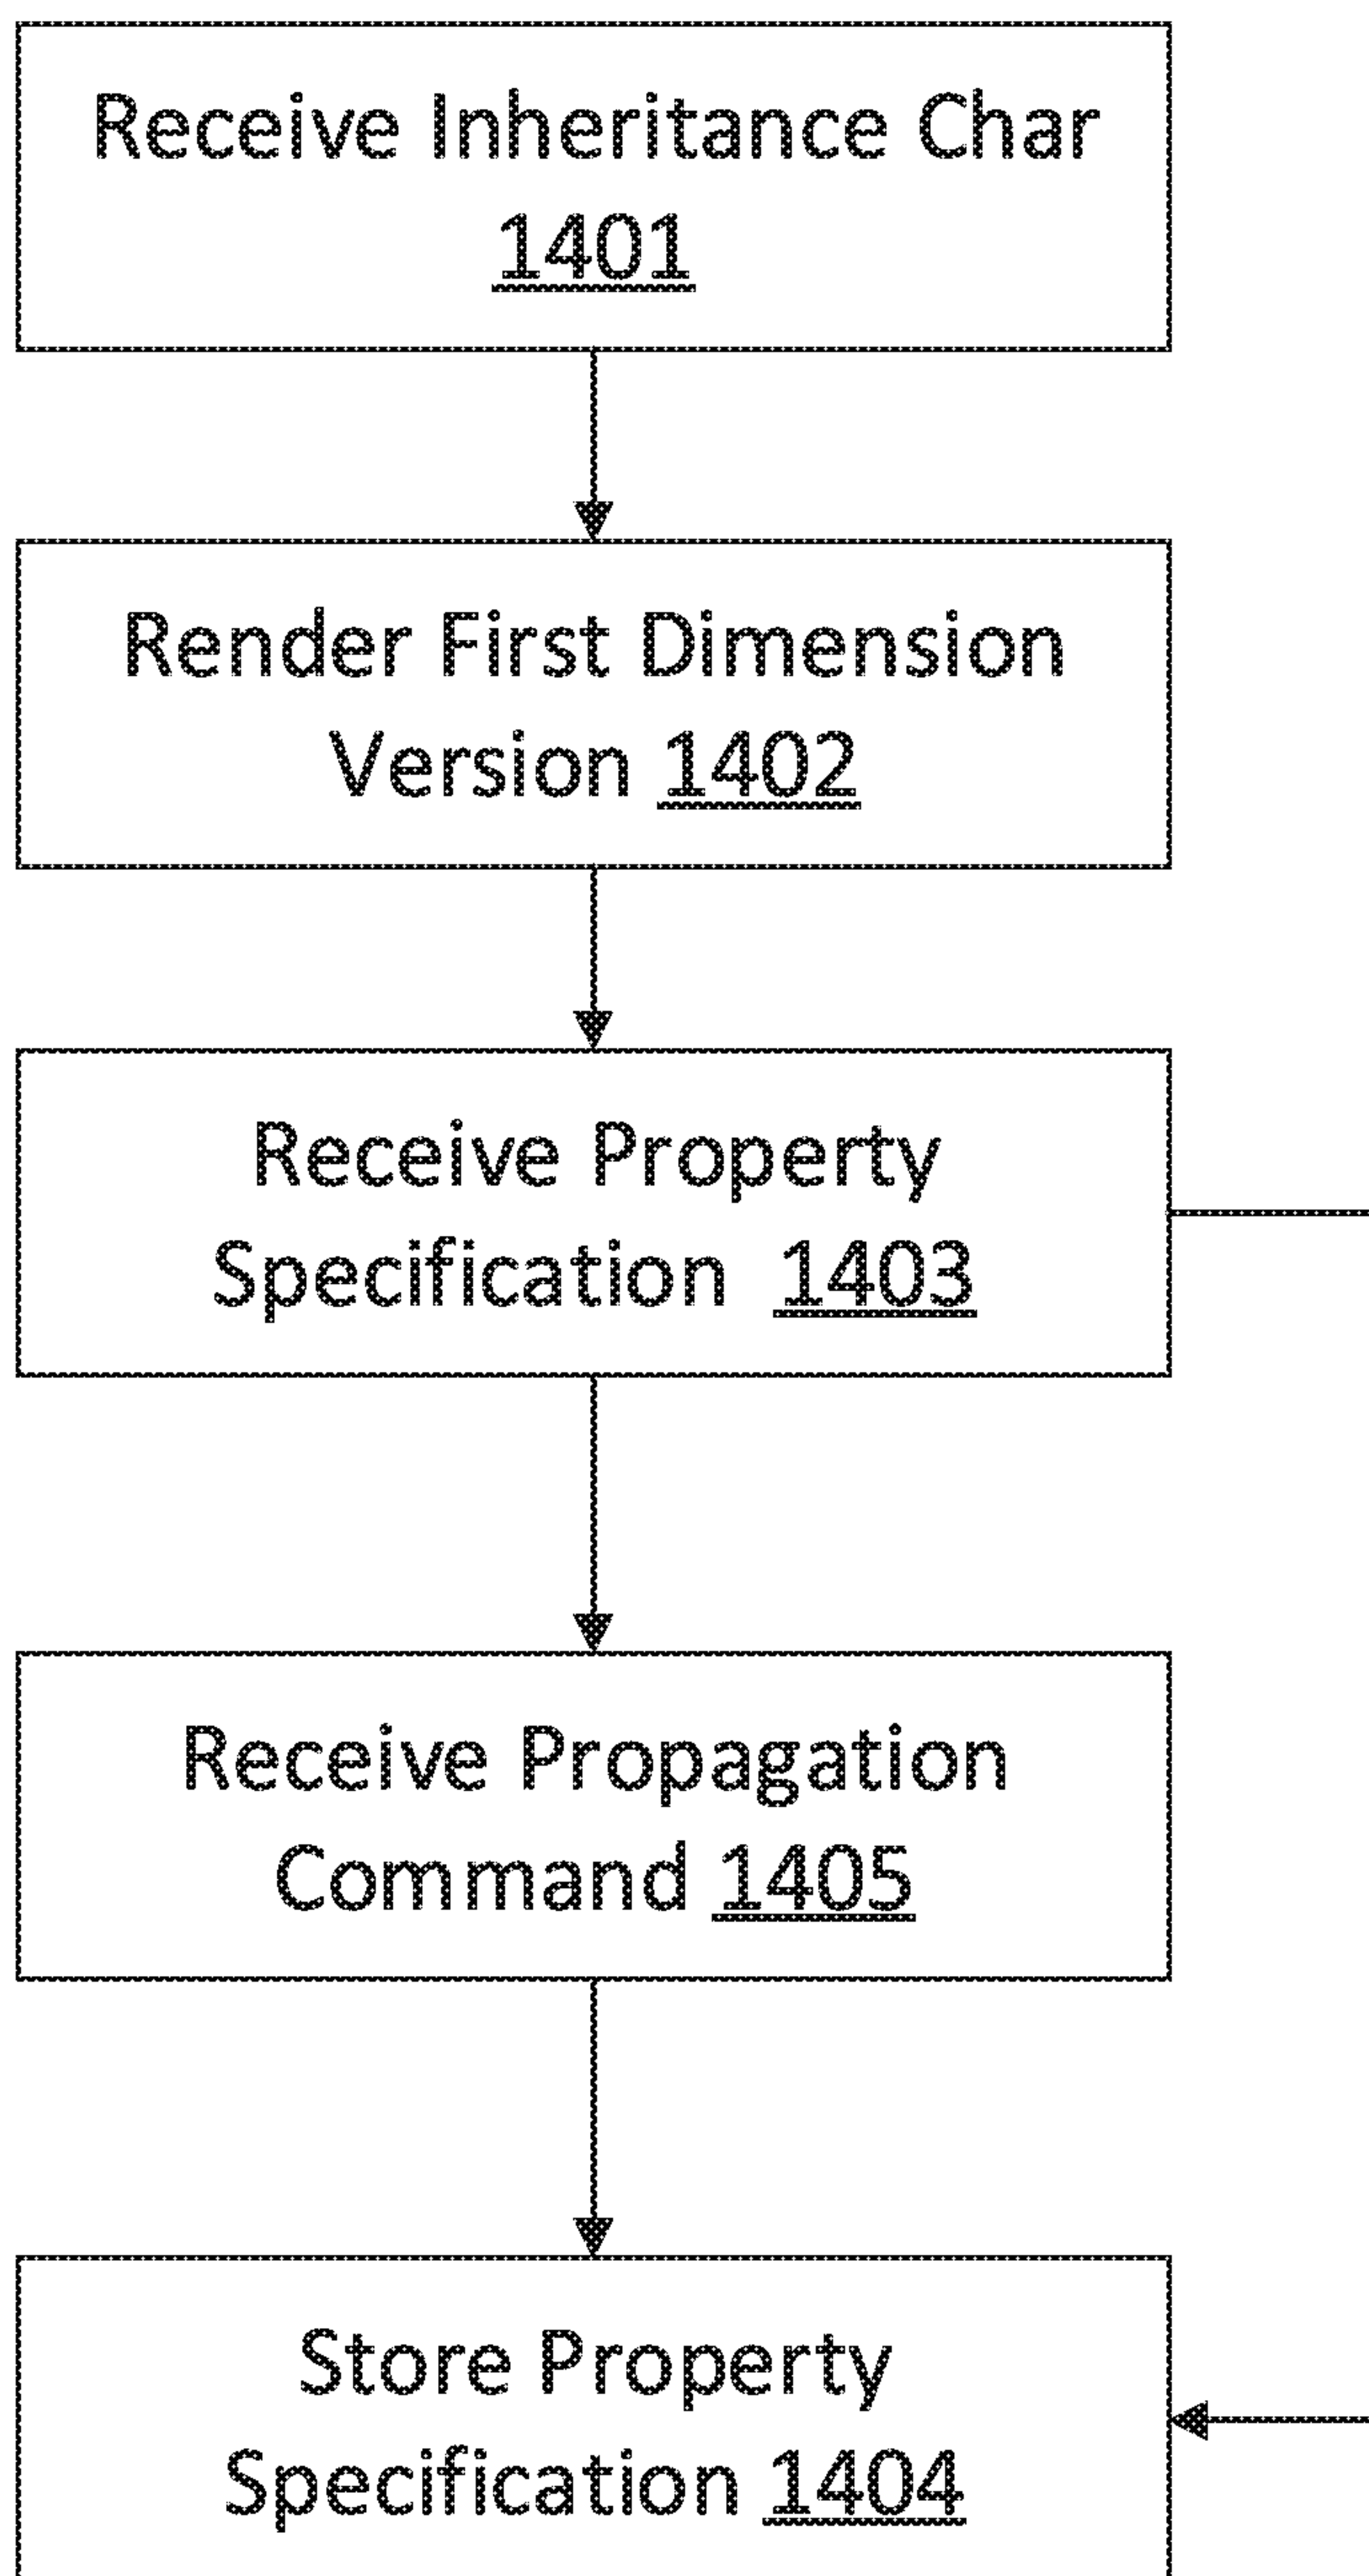 Receive Inheritance Char
1401
Render First Dimension
Version 1402
Receive Property
Specification 1403
Receive Propagation
Command 1405
Store Property
Specification 1404